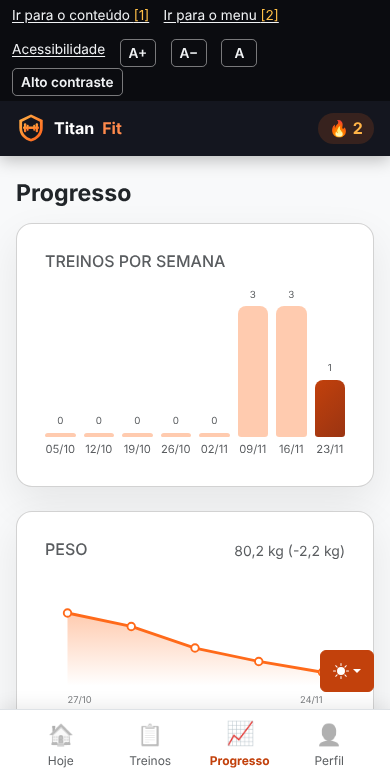 Ir para o conteúdo [1] Ir para o menu [2]
Acessibilidade A+ A− A
Alto contraste
Titan Fit 🔥 2
Progresso
TREINOS POR SEMANA
0 0 0 0 0 3 3 1
05/10 12/10 19/10 26/10 02/11 09/11 16/11 23/11
PESO 80,2 kg (-2,2 kg)
27/10 24/11
Hoje Treinos Progresso Perfil